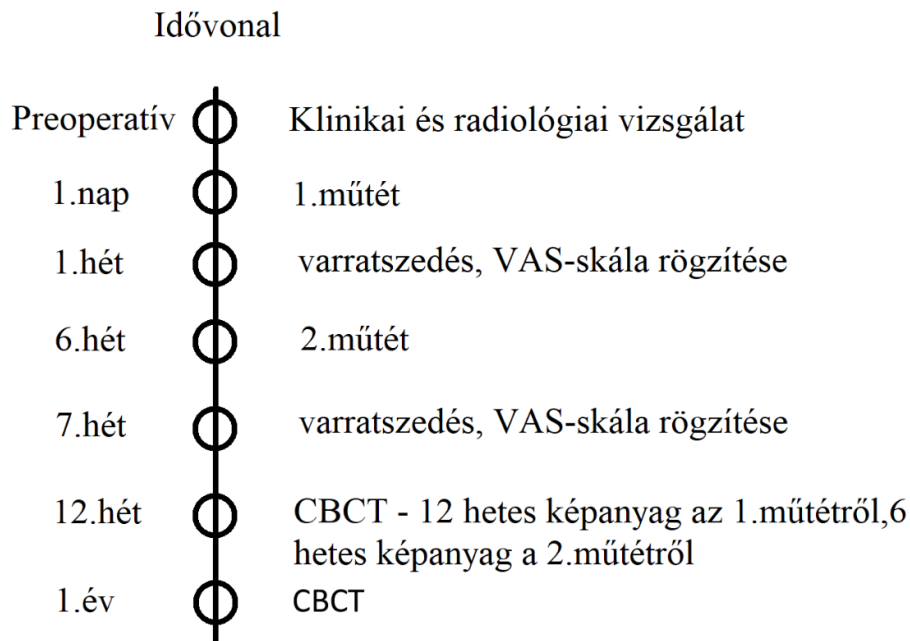 Idővonal
Preoperatív Klinikai és radiológiai vizsgálat
1.nap 1.műtét
1.hét varratszedés, VAS-skála rögzítése
6.hét 2.műtét
7.hét varratszedés, VAS-skála rögzítése
12.hét CBCT - 12 hetes képanyag az 1.műtétről,6
hetes képanyag a 2.műtétről
1.év CBCT